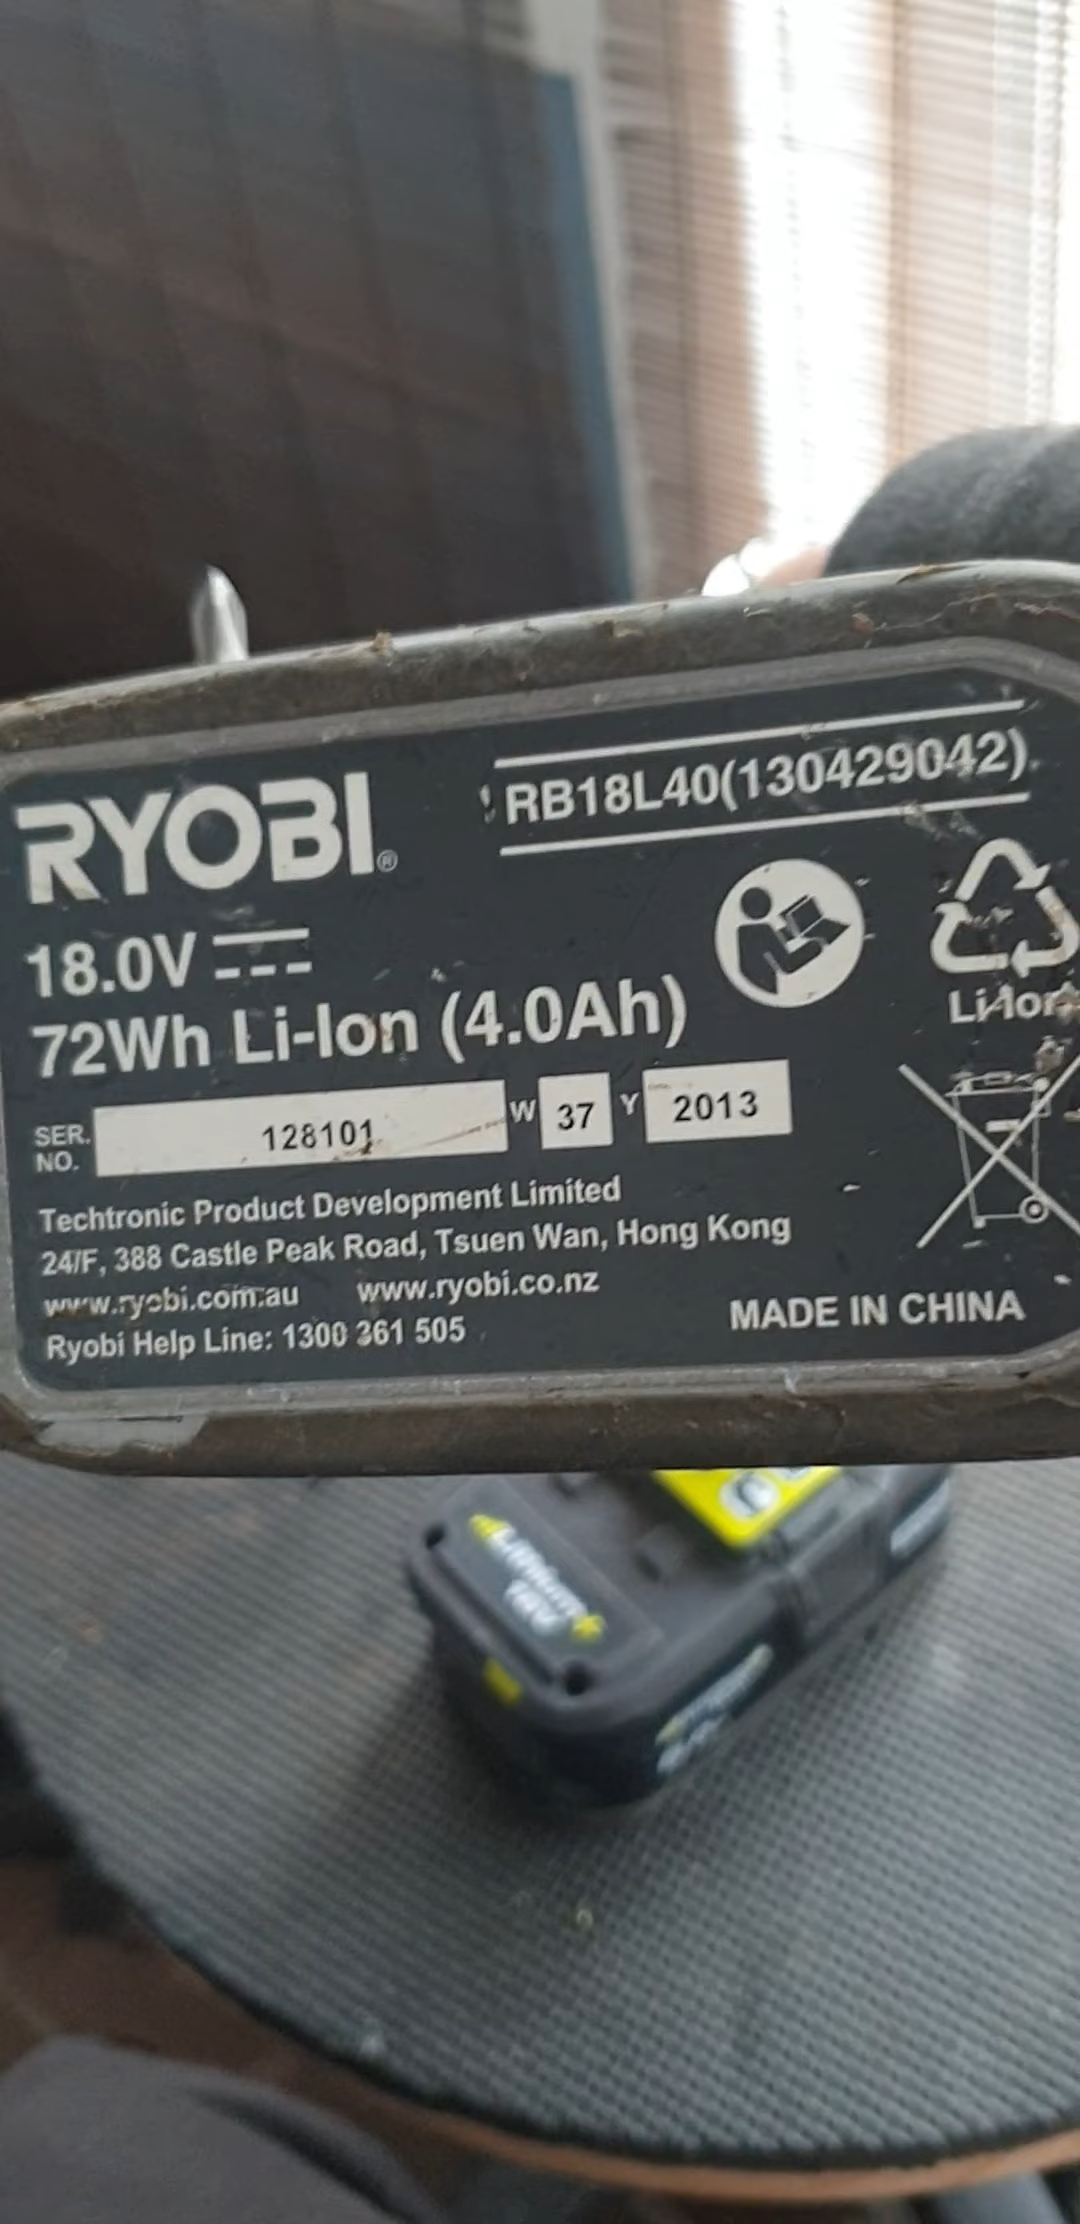 RYOBI®
RB18L40(130429042)
18.0V
72Wh Li-Ion (4.0Ah)
Li-Ion
SER. NO. 128101 W 37 Y 2013
Techtronic Product Development Limited
24/F, 388 Castle Peak Road, Tsuen Wan, Hong Kong
www.ryobi.com.au www.ryobi.co.nz
Ryobi Help Line: 1300 361 505
MADE IN CHINA
Lithium+
18V